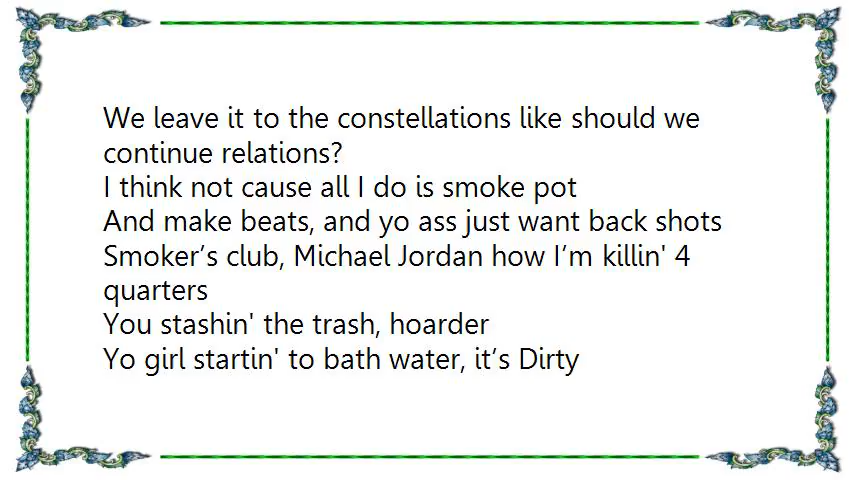 We leave it to the constellations like should we
continue relations?
I think not cause all I do is smoke pot
And make beats, and yo ass just want back shots
Smoker’s club, Michael Jordan how I’m killin' 4
quarters
You stashin' the trash, hoarder
Yo girl startin' to bath water, it’s Dirty